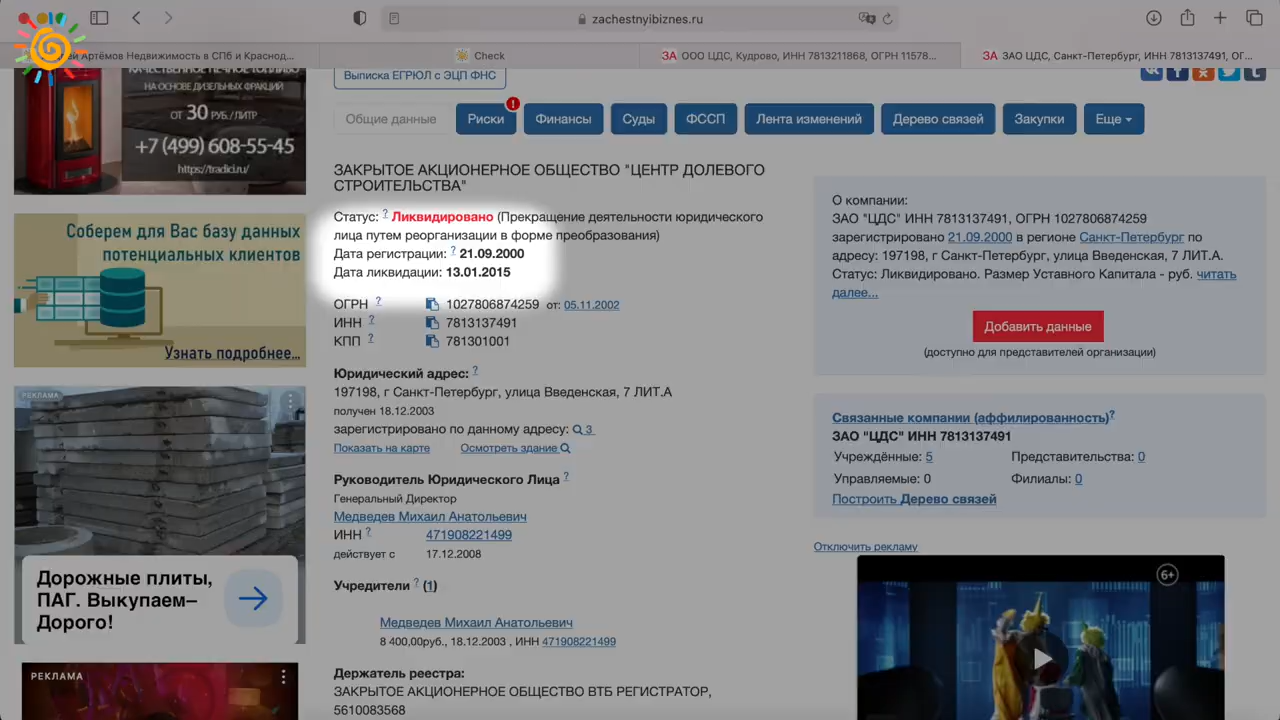 zachestnyibiznes.ru
ей Артёмов Недвижимость в СПб и Краснод...
Check
ЗА ООО ЦДС, Кудрово, ИНН 7813211868, ОГРН 11578...
ЗА ЗАО ЦДС, Санкт-Петербург, ИНН 7813137491, ОГ...
КАЧЕСТВЕННОЕ ПЕЧНОЕ ТОПЛИВО
НА ОСНОВЕ ДИЗЕЛЬНЫХ ФРАКЦИЙ
ОТ 30 РУБ./ЛИТР
+7 (499) 608-55-45
https://tradici.ru/
Соберем для Вас базу данных
потенциальных клиентов
Узнать подробнее...
РЕКЛАМА
Дорожные плиты,
ПАГ. Выкупаем–
Дорого!
РЕКЛАМА
Выписка ЕГРЮЛ с ЭЦП ФНС
Общие данные
Риски
!
Финансы
Суды
ФССП
Лента изменений
Дерево связей
Закупки
Еще
ЗАКРЫТОЕ АКЦИОНЕРНОЕ ОБЩЕСТВО "ЦЕНТР ДОЛЕВОГО
СТРОИТЕЛЬСТВА"
Статус: ? Ликвидировано (Прекращение деятельности юридического
лица путем реорганизации в форме преобразования)
Дата регистрации: ? 21.09.2000
Дата ликвидации: 13.01.2015
ОГРН ? 1027806874259 от: 05.11.2002
ИНН ? 7813137491
КПП ? 781301001
Юридический адрес: ?
197198, г Санкт-Петербург, улица Введенская, 7 ЛИТ.А
получен 18.12.2003
зарегистрировано по данному адресу: 3
Показать на карте Осмотреть здание
Руководитель Юридического Лица ?
Генеральный Директор
Медведев Михаил Анатольевич
ИНН ? 471908221499
действует с 17.12.2008
Учредители ? (1)
Медведев Михаил Анатольевич
8 400,00руб., 18.12.2003 , ИНН 471908221499
Держатель реестра:
ЗАКРЫТОЕ АКЦИОНЕРНОЕ ОБЩЕСТВО ВТБ РЕГИСТРАТОР,
5610083568
О компании:
ЗАО "ЦДС" ИНН 7813137491, ОГРН 1027806874259
зарегистрировано 21.09.2000 в регионе Санкт-Петербург по
адресу: 197198, г Санкт-Петербург, улица Введенская, 7 ЛИТ.А.
Статус: Ликвидировано. Размер Уставного Капитала - руб. читать
далее...
Добавить данные
(доступно для представителей организации)
Связанные компании (аффилированность)?
ЗАО "ЦДС" ИНН 7813137491
Учреждённые: 5 Представительства: 0
Управляемые: 0 Филиалы: 0
Построить Дерево связей
Отключить рекламу
6+